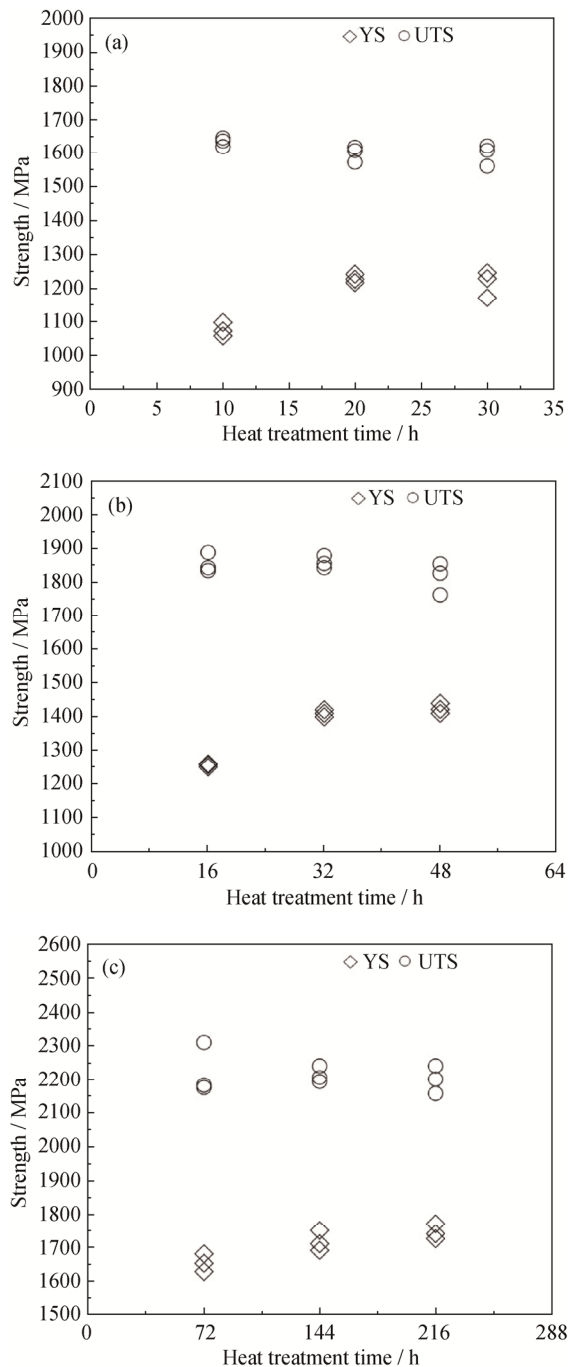 2000
(a)
◇ YS ○ UTS
1900
1800
1700
1600
1500
1400
1300
1200
1100
1000
900
Strength / MPa
0 5 10 15 20 25 30 35
Heat treatment time / h
2100
(b)
◇ YS ○ UTS
2000
1900
1800
1700
1600
1500
1400
1300
1200
1100
1000
Strength / MPa
0 16 32 48 64
Heat treatment time / h
2600
(c)
◇ YS ○ UTS
2500
2400
2300
2200
2100
2000
1900
1800
1700
1600
1500
Strength / MPa
0 72 144 216 288
Heat treatment time / h